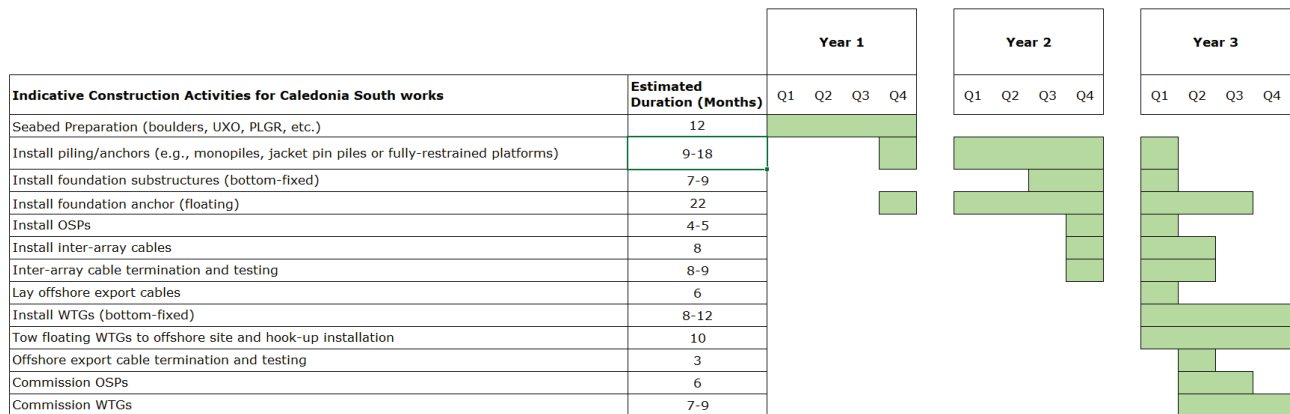 Year 1 Year 2 Year 3
Indicative Construction Activities for Caledonia South works Estimated Duration (Months) Q1 Q2 Q3 Q4 Q1 Q2 Q3 Q4 Q1 Q2 Q3 Q4
Seabed Preparation (boulders, UXO, PLGR, etc.) 12
Install piling/anchors (e.g., monopiles, jacket pin piles or fully-restrained platforms) 9-18
Install foundation substructures (bottom-fixed) 7-9
Install foundation anchor (floating) 22
Install OSPs 4-5
Install inter-array cables 8
Inter-array cable termination and testing 8-9
Lay offshore export cables 6
Install WTGs (bottom-fixed) 8-12
Tow floating WTGs to offshore site and hook-up installation 10
Offshore export cable termination and testing 3
Commission OSPs 6
Commission WTGs 7-9